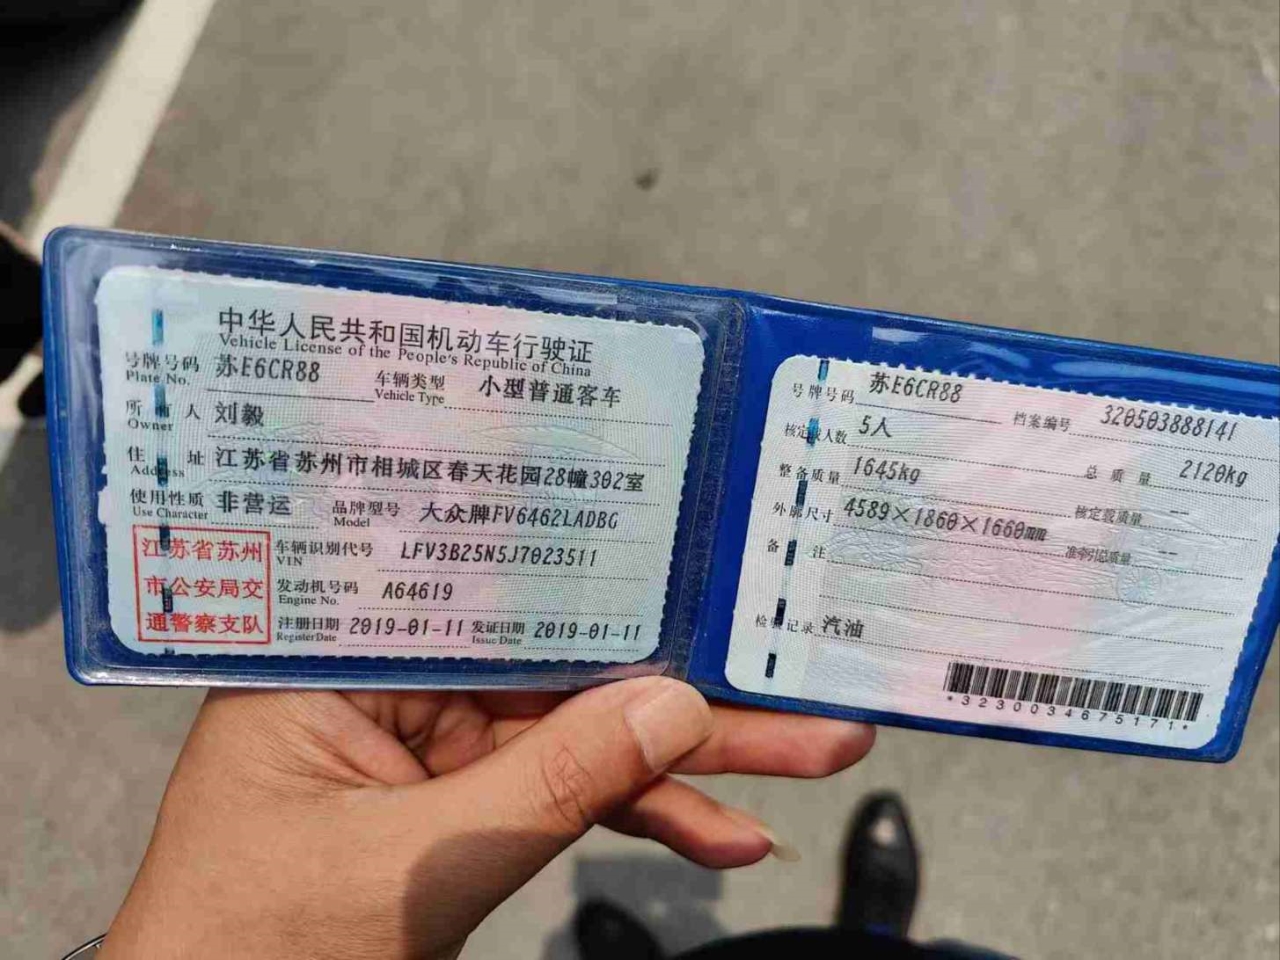 中华人民共和国机动车行驶证
Vehicle License of the People's Republic of China
号牌号码 苏E6CR88 车辆类型 小型普通客车
Plate No. Vehicle Type
所有人 刘毅
Owner
住址 江苏省苏州市相城区春天花园28幢302室
Address
使用性质 非营运 品牌型号 大众牌FV6462LADBG
Use Character Model
江苏省苏州
市公安局交
通警察支队
车辆识别代号 LFV3B25N5J7023511
VIN
发动机号码 A64619
Engine No.
注册日期 2019-01-11 发证日期 2019-01-11
Register Date Issue Date
号牌号码 苏E6CR88 档案编号 320503888141
核定载人数 5人 总质量 2120kg
整备质量 1645kg 核定载质量 --
外廓尺寸 4589×1860×1660mm 准牵引总质量 --
备注
检验记录 汽油
*3230034675171*